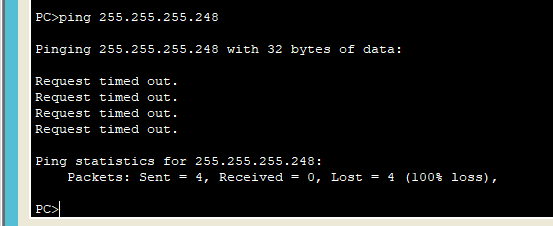 PC>ping 255.255.255.248
Pinging 255.255.255.248 with 32 bytes of data:
Request timed out.
Request timed out.
Request timed out.
Request timed out.
Ping statistics for 255.255.255.248:
    Packets: Sent = 4, Received = 0, Lost = 4 (100% loss),
PC>